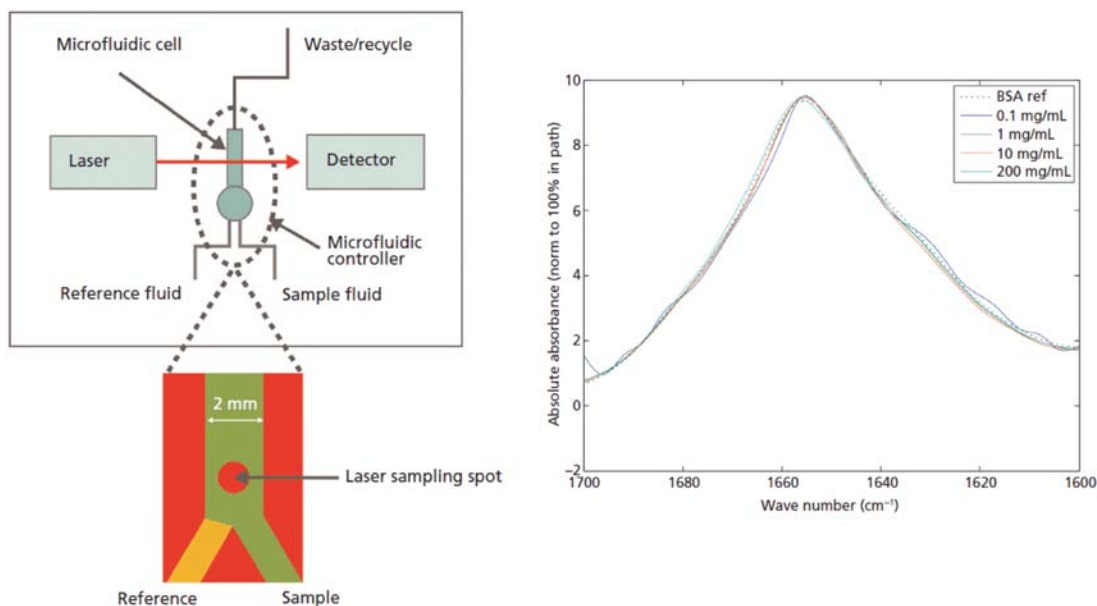 Microfluidic cell
Waste/recycle
Laser
Detector
Microfluidic
controller
Reference fluid
Sample fluid
2 mm
Laser sampling spot
Reference
Sample
Absolute absorbance (norm to 100% in path)
10
8
6
4
2
0
−2
BSA ref
0.1 mg/mL
1 mg/mL
10 mg/mL
200 mg/mL
1700
1680
1660
1640
1620
1600
Wave number (cm⁻¹)